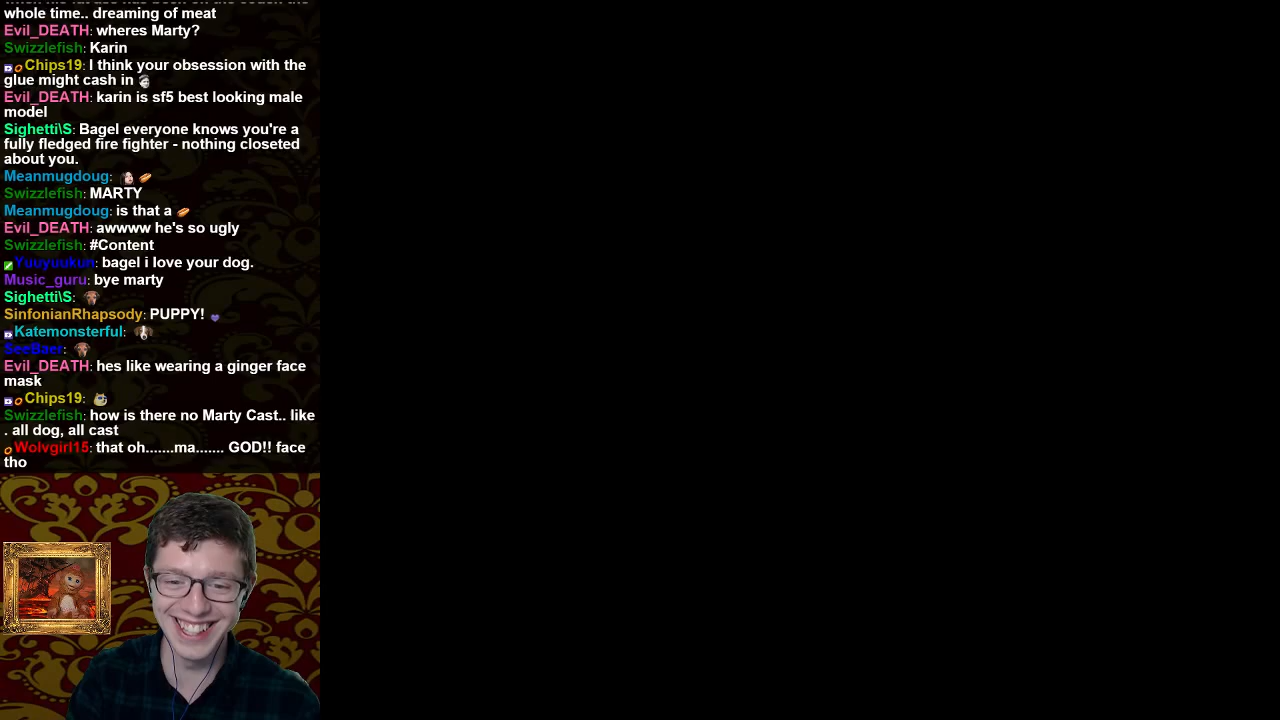 whole time.. dreaming of meat
Evil_DEATH: wheres Marty?
Swizzlefish: Karin
Chips19: I think your obsession with the
glue might cash in
Evil_DEATH: karin is sf5 best looking male
model
Sighetti\S: Bagel everyone knows you're a
fully fledged fire fighter - nothing closeted
about you.
Meanmugdoug:
Swizzlefish: MARTY
Meanmugdoug: is that a
Evil_DEATH: awwww he's so ugly
Swizzlefish: #Content
Yuuyuukun: bagel i love your dog.
Music_guru: bye marty
Sighetti\S:
SinfonianRhapsody: PUPPY!
Katemonsterful:
SeeBaer:
Evil_DEATH: hes like wearing a ginger face
mask
Chips19:
Swizzlefish: how is there no Marty Cast.. like
. all dog, all cast
Wolvgirl15: that oh.......ma....... GOD!! face
tho